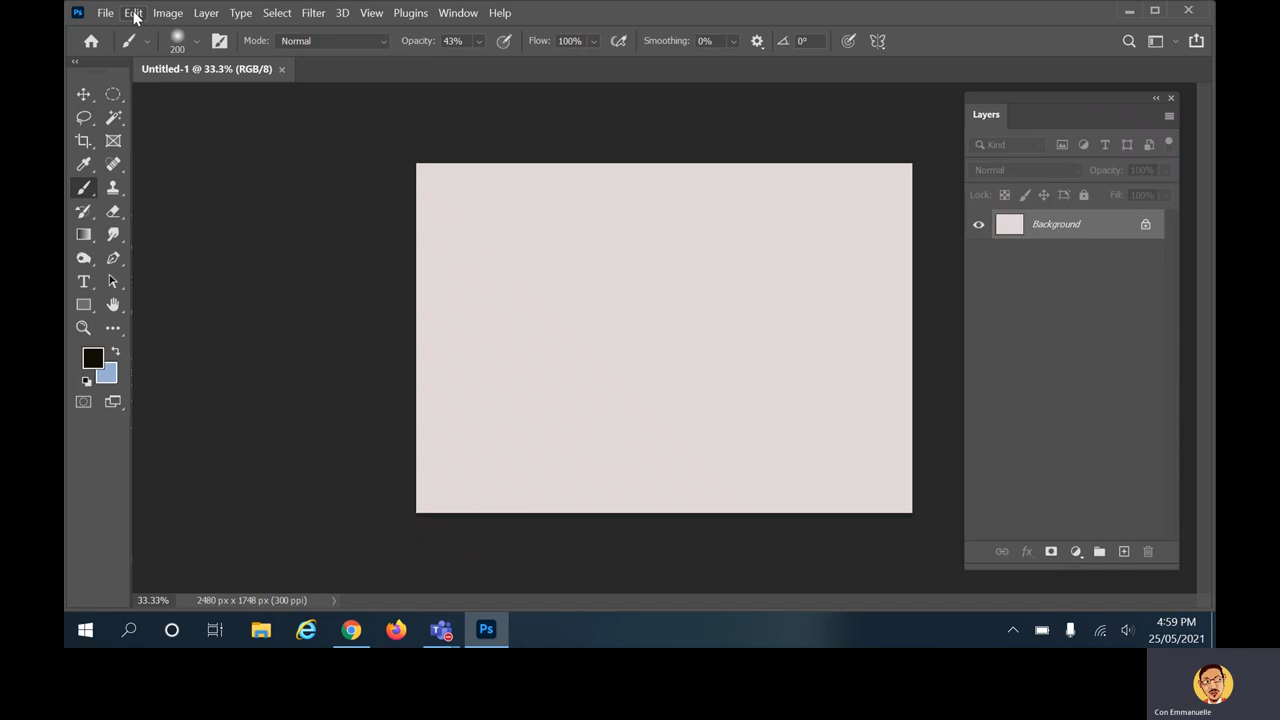 Ps File Edit Image Layer Type Select Filter 3D View Plugins Window Help
200 Mode: Normal Opacity: 43% Flow: 100% Smoothing: 0% 0°
Untitled-1 @ 33.3% (RGB/8)
Layers
Kind
Normal Opacity: 100%
Lock: Fill: 100%
Background
33.33% 2480 px x 1748 px (300 ppi)
Ps
4:59 PM
25/05/2021
Con Emmanuelle